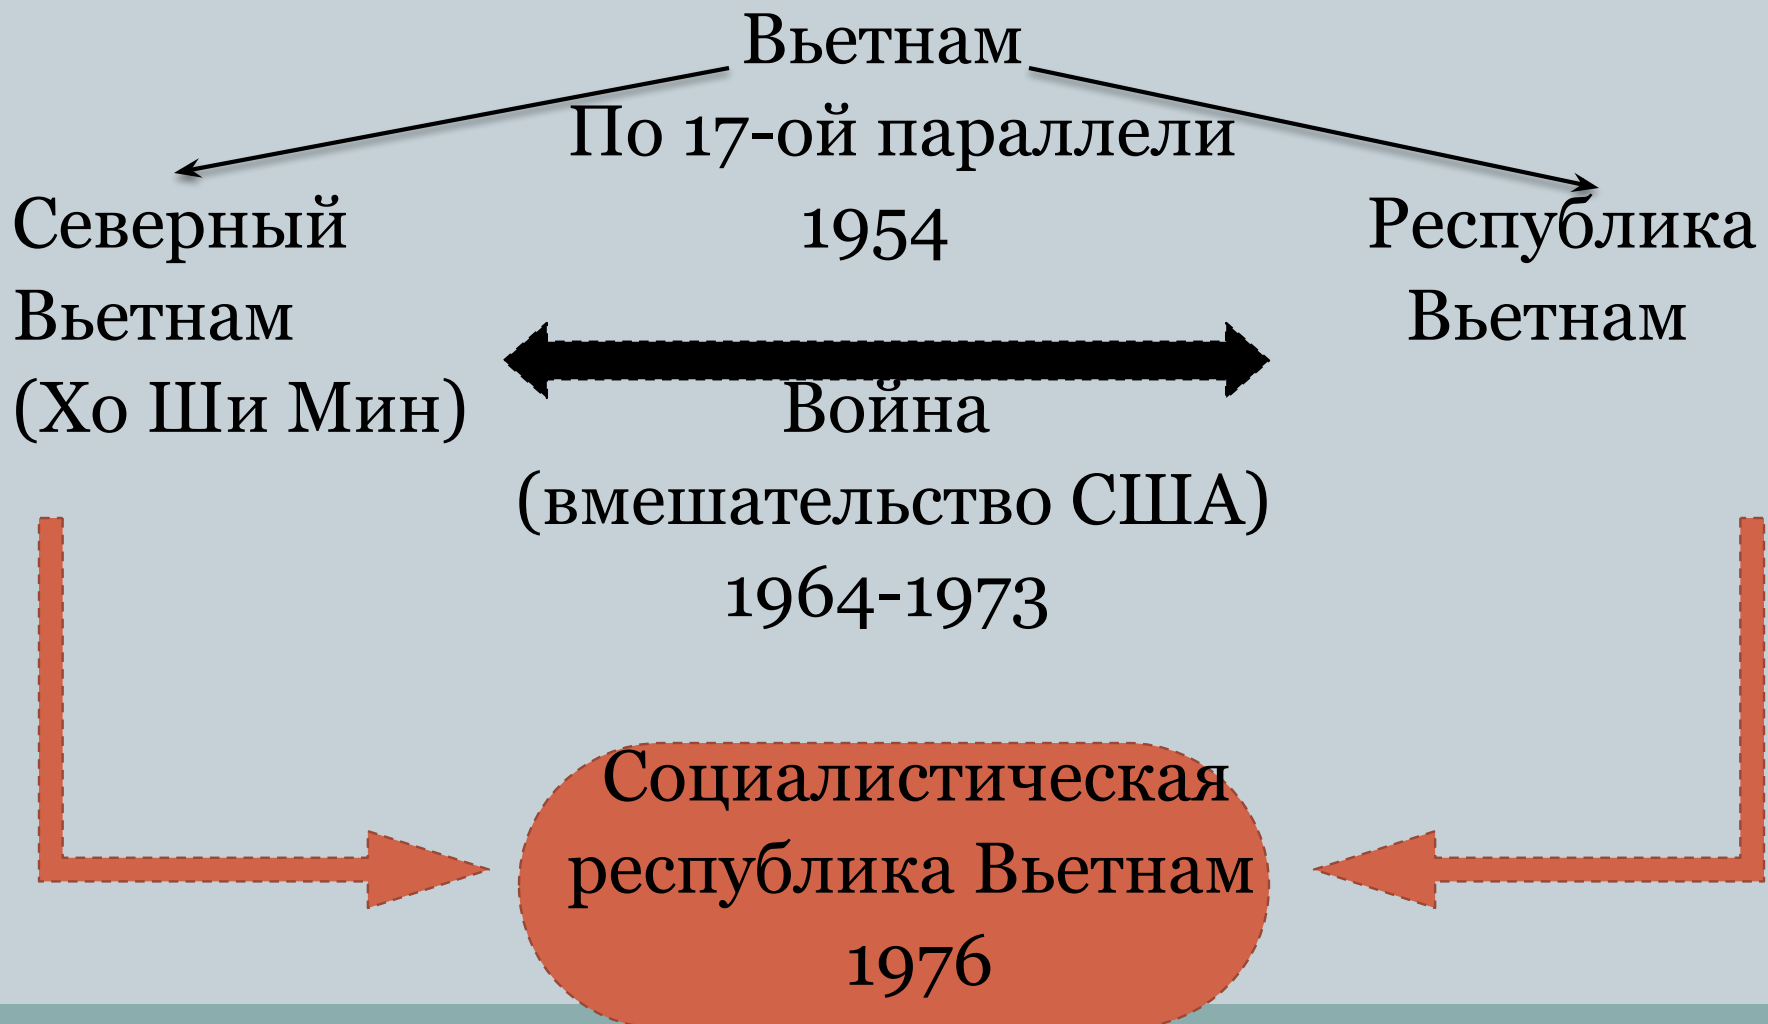 Вьетнам
По 17-ой параллели
1954
Северный
Вьетнам
(Хо Ши Мин)
Республика
Вьетнам
Война
(вмешательство США)
1964-1973
Социалистическая
республика Вьетнам
1976